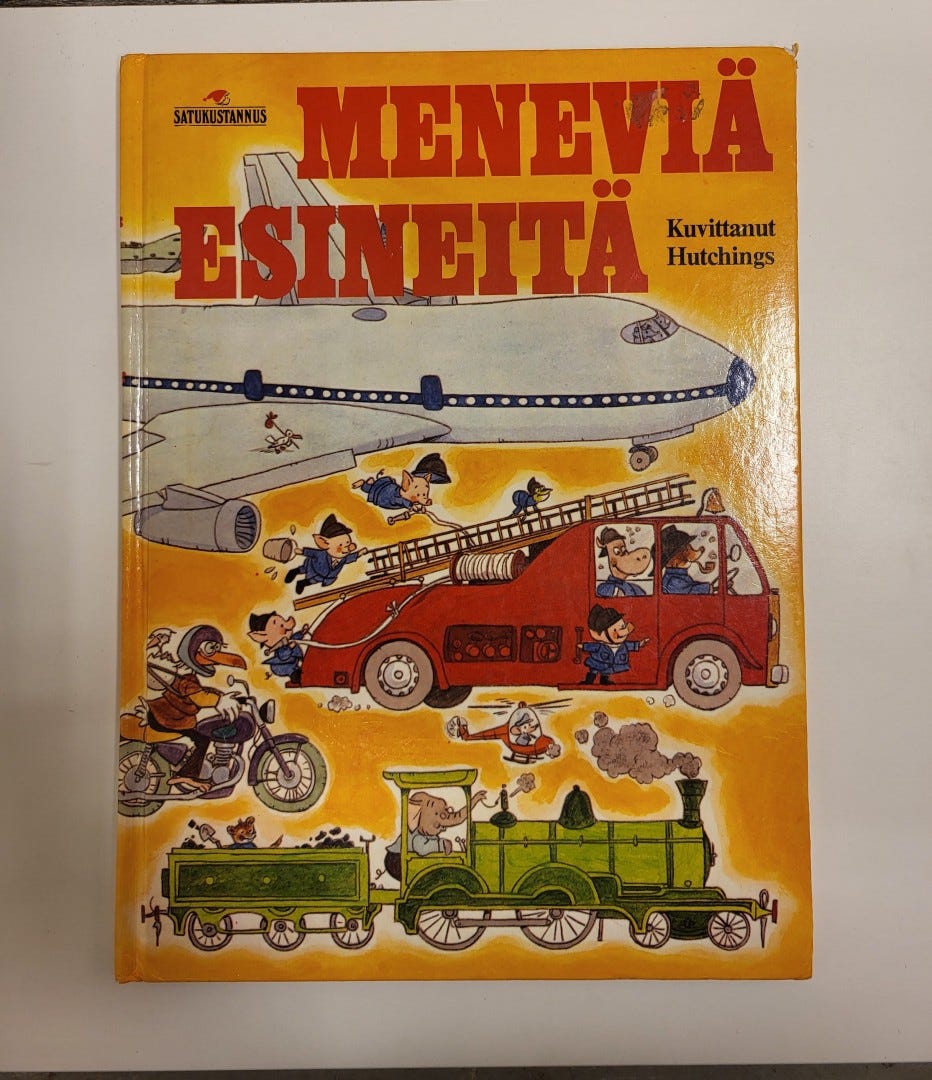 SATUKUSTANNUS
MENEVIÄ
ESINEITÄ
Kuvittanut
Hutchings